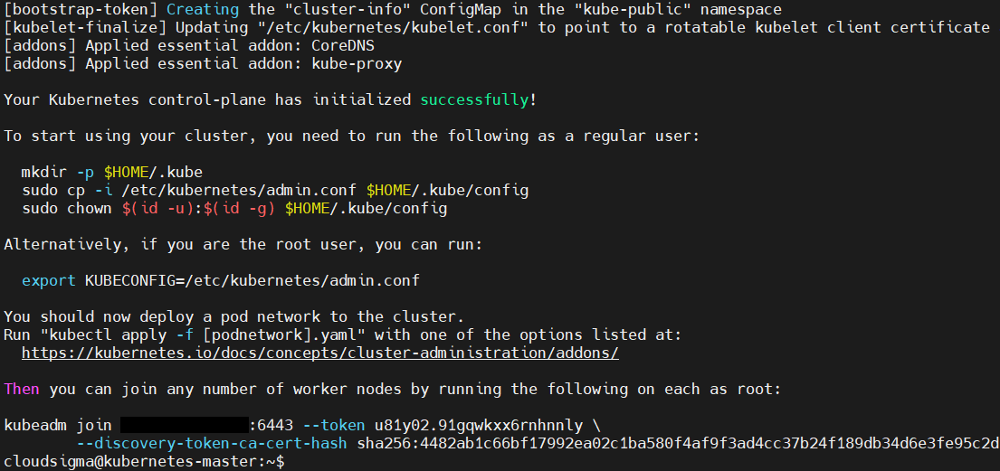 [bootstrap-token] Creating the "cluster-info" ConfigMap in the "kube-public" namespace
[kubelet-finalize] Updating "/etc/kubernetes/kubelet.conf" to point to a rotatable kubelet client certificate
[addons] Applied essential addon: CoreDNS
[addons] Applied essential addon: kube-proxy
Your Kubernetes control-plane has initialized successfully!
To start using your cluster, you need to run the following as a regular user:
mkdir -p $HOME/.kube
sudo cp -i /etc/kubernetes/admin.conf $HOME/.kube/config
sudo chown $(id -u):$(id -g) $HOME/.kube/config
Alternatively, if you are the root user, you can run:
export KUBECONFIG=/etc/kubernetes/admin.conf
You should now deploy a pod network to the cluster.
Run "kubectl apply -f [podnetwork].yaml" with one of the options listed at:
https://kubernetes.io/docs/concepts/cluster-administration/addons/
Then you can join any number of worker nodes by running the following on each as root:
kubeadm join :6443 --token u81y02.91gqwkxx6rnhnnly \
--discovery-token-ca-cert-hash sha256:4482ab1c66bf17992ea02c1ba580f4af9f3ad4cc37b24f189db34d6e3fe95c2d
cloudsigma@kubernetes-master:~$